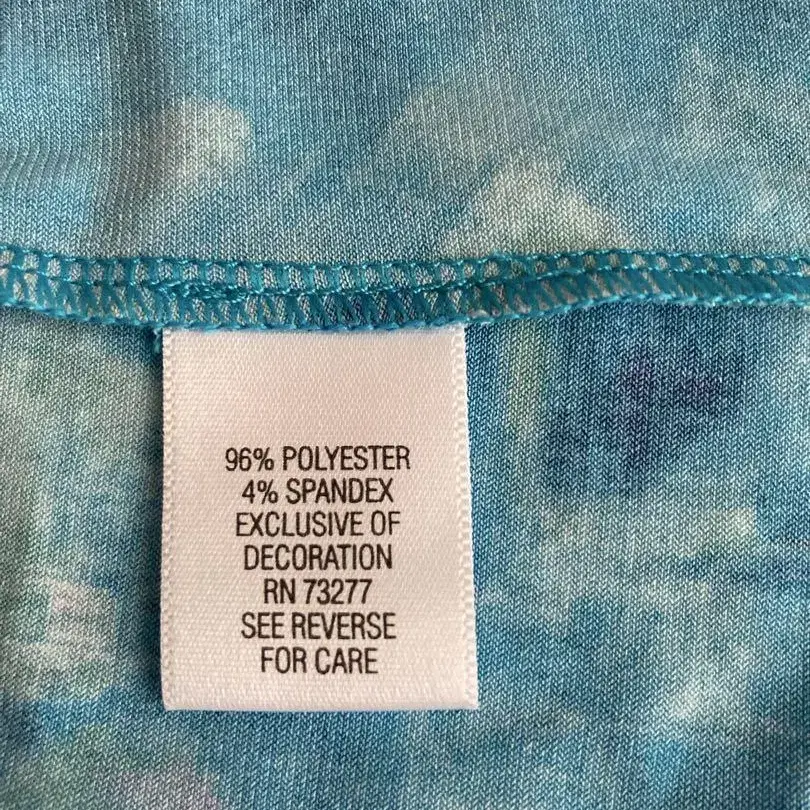 96% POLYESTER
4% SPANDEX
EXCLUSIVE OF
DECORATION
RN 73277
SEE REVERSE
FOR CARE